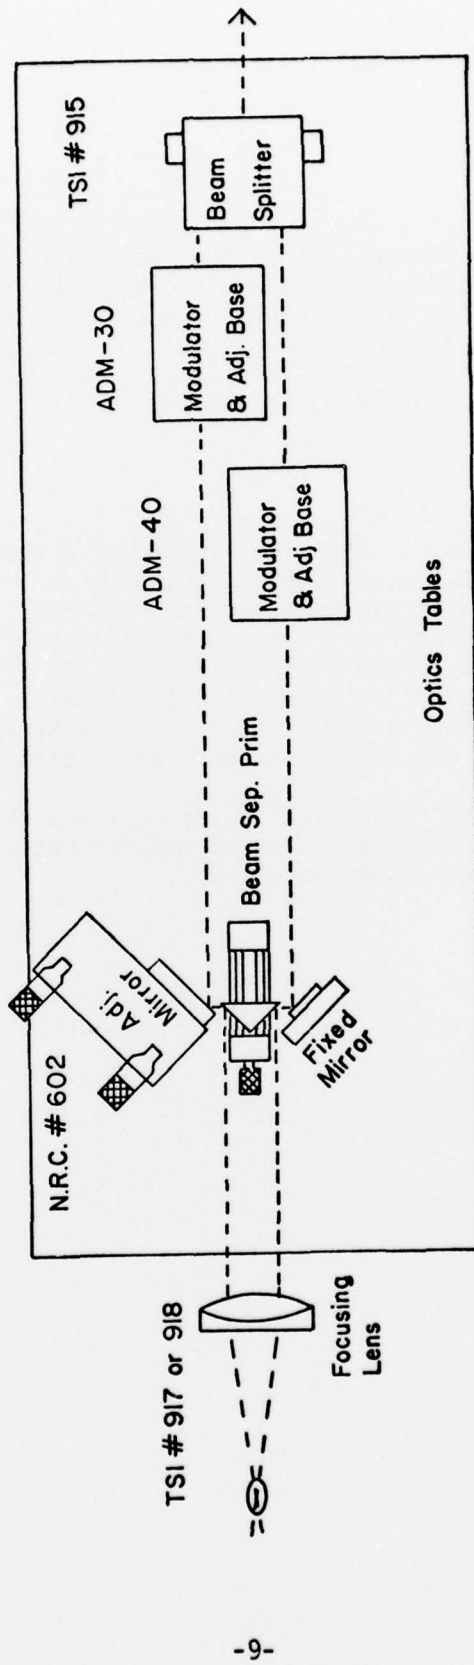 TSI # 915
Beam
Splitter
ADM-30
Modulator
& Adj. Base
ADM-40
Modulator
& Adj Base
Optics Tables
Beam Sep. Prim
N.R.C. # 602
Adj.
Mirror
Fixed
Mirror
TSI # 917 or 918
Focusing
Lens
-9-